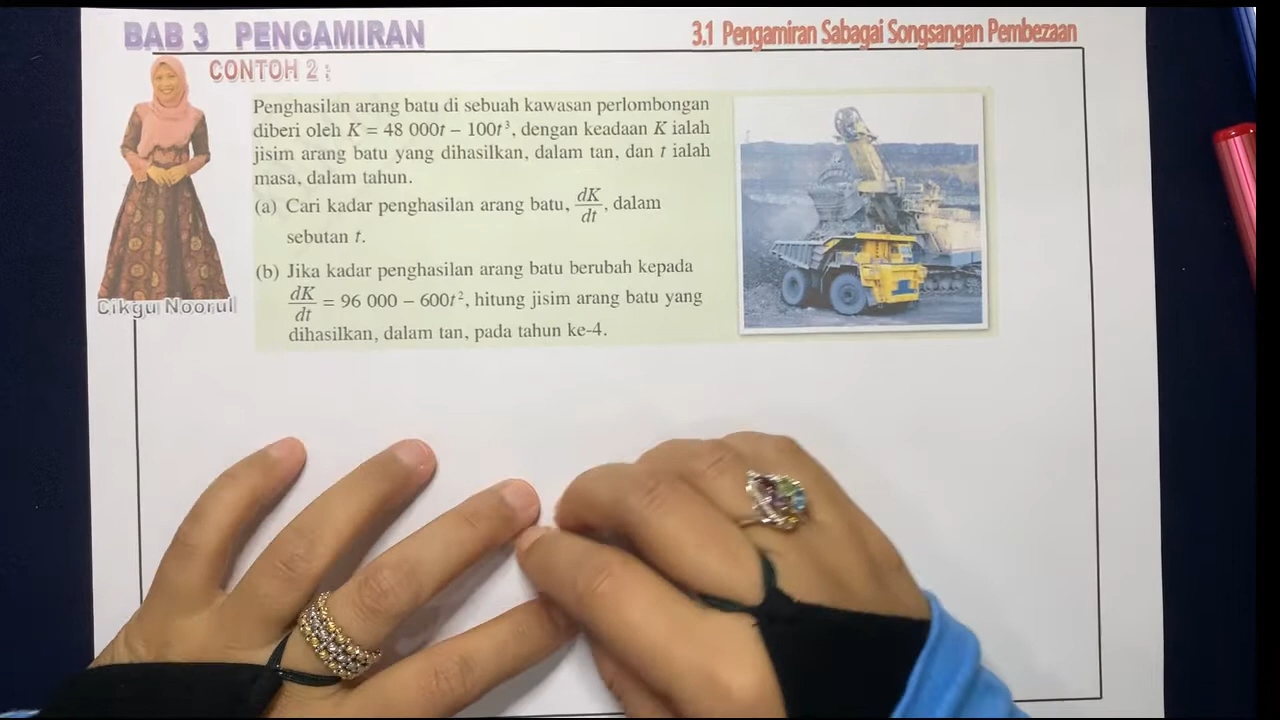 BAB 3 PENGAMIRAN
3.1 Pengamiran Sabagai Songsangan Pembezaan
CONTOH 2 :
Penghasilan arang batu di sebuah kawasan perlombongan
diberi oleh K = 48 000t – 100t³, dengan keadaan K ialah
jisim arang batu yang dihasilkan, dalam tan, dan t ialah
masa, dalam tahun.
(a) Cari kadar penghasilan arang batu, dK/dt, dalam
sebutan t.
(b) Jika kadar penghasilan arang batu berubah kepada
dK/dt = 96 000 – 600t², hitung jisim arang batu yang
dihasilkan, dalam tan, pada tahun ke-4.
Cikgu Noorul